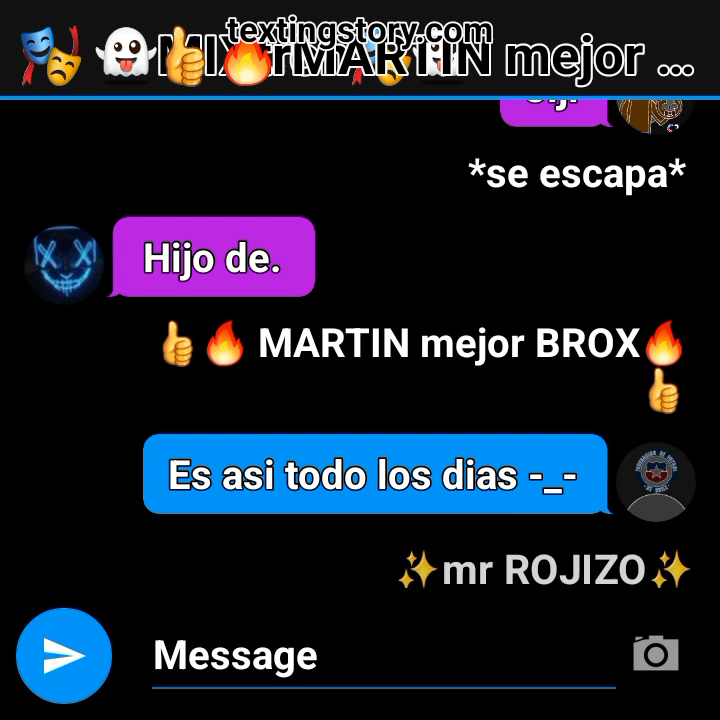 textingstory.com
MARTIN mejor ...
*se escapa*
Hijo de.
👍🔥 MARTIN mejor BROX🔥
👍
Es asi todo los dias -_-
✨mr ROJIZO✨
Message